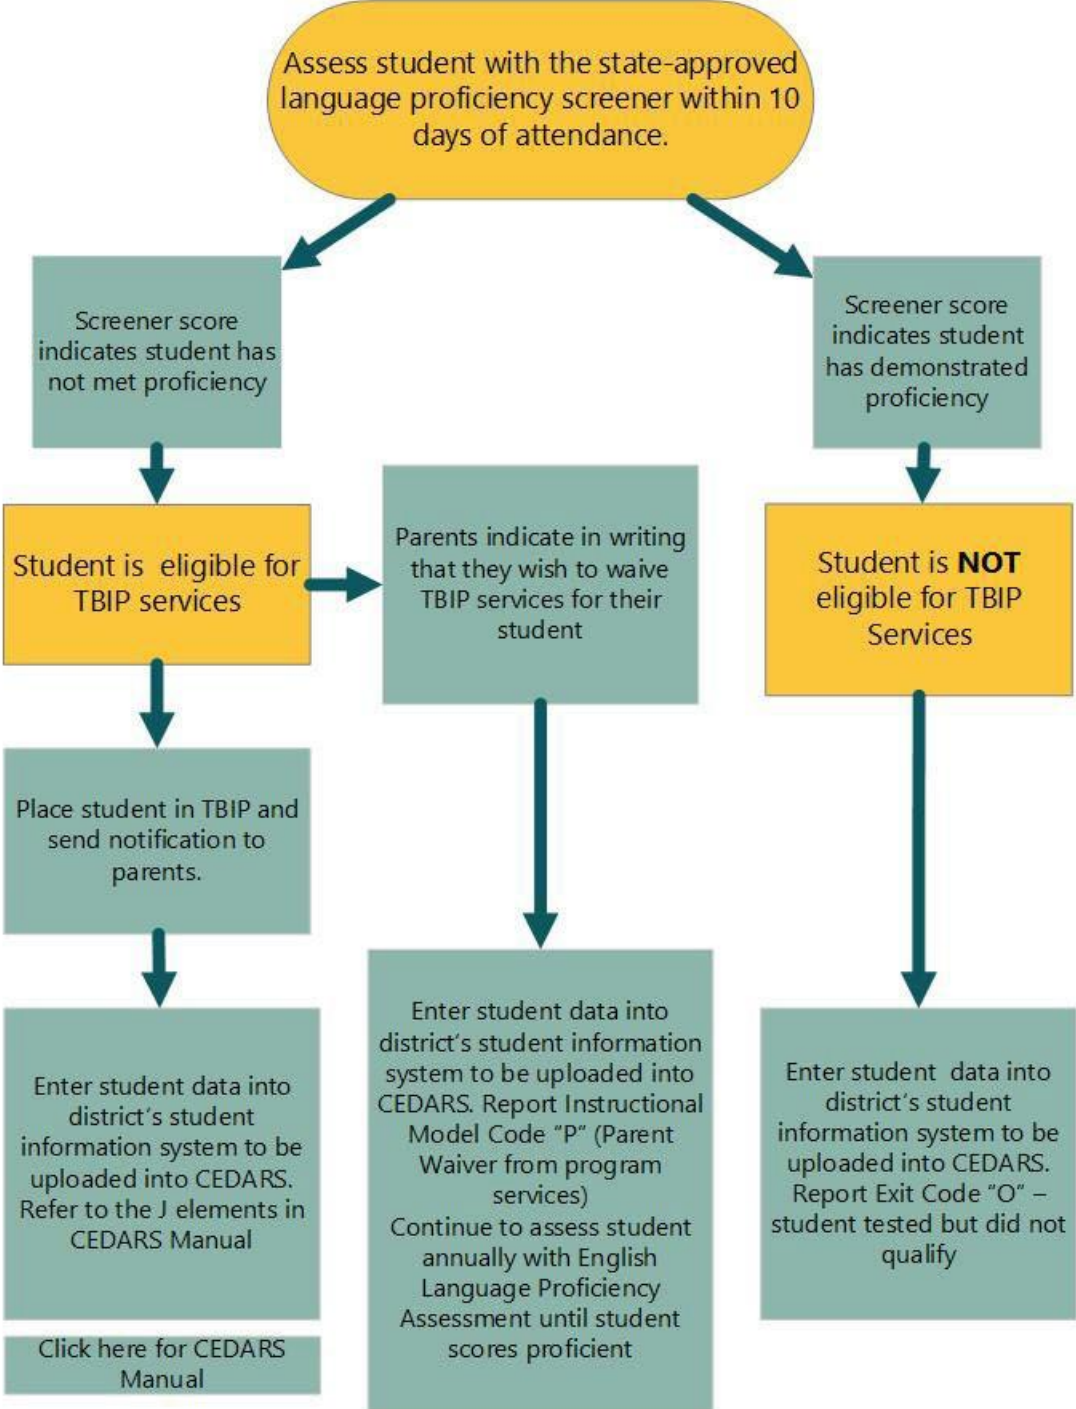 Assess student with the state-approved
language proficiency screener within 10
days of attendance.
Screener score
indicates student has
not met proficiency
Screener score
indicates student
has demonstrated
proficiency
Student is  eligible for
TBIP services
Parents indicate in writing
that they wish to waive
TBIP services for their
student
Student is NOT
eligible for TBIP
Services
Place student in TBIP and
send notification to
parents.
Enter student data into
district’s student
information system to be
uploaded into CEDARS.
Refer to the J elements in
CEDARS Manual
Click here for CEDARS
Manual
Enter student data into
district’s student information
system to be uploaded into
CEDARS. Report Instructional
Model Code “P” (Parent
Waiver from program
services)
Continue to assess student
annually with English
Language Proficiency
Assessment until student
scores proficient
Enter student  data into
district’s student
information system to be
uploaded into CEDARS.
Report Exit Code “O” –
student tested but did not
qualify